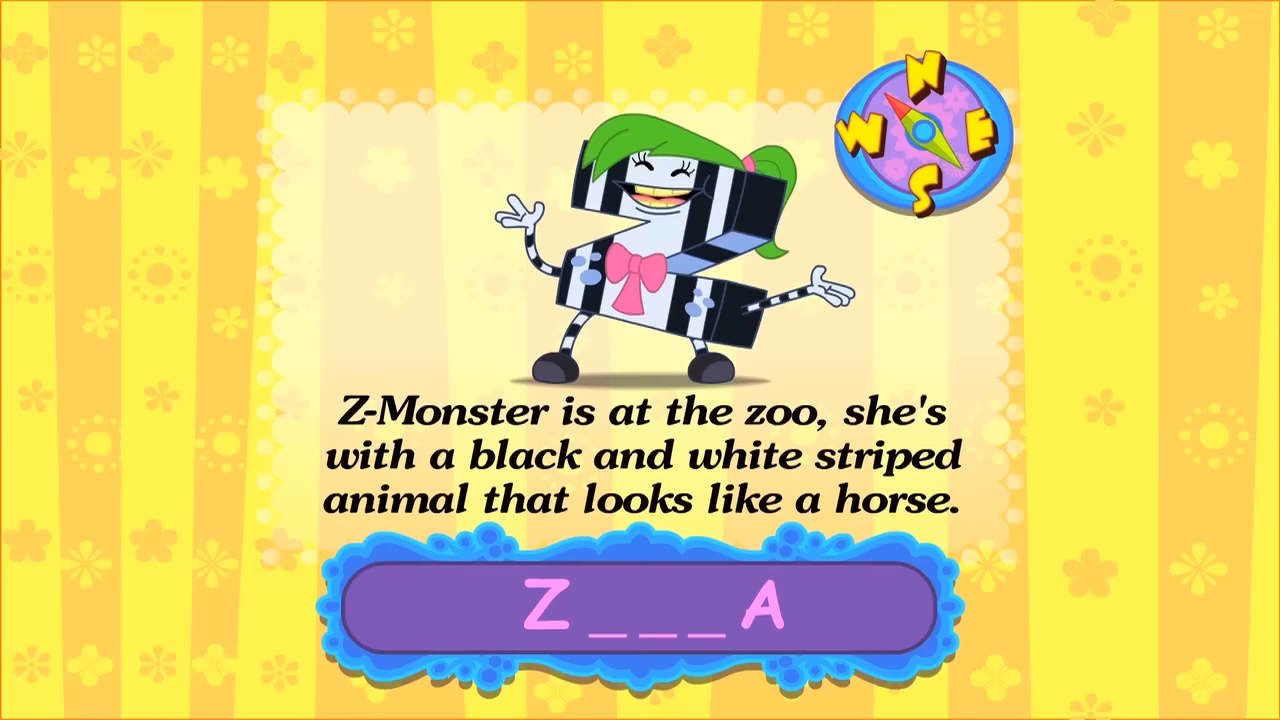 N
W E
S
Z-Monster is at the zoo, she's
with a black and white striped
animal that looks like a horse.
Z _ _ _ A